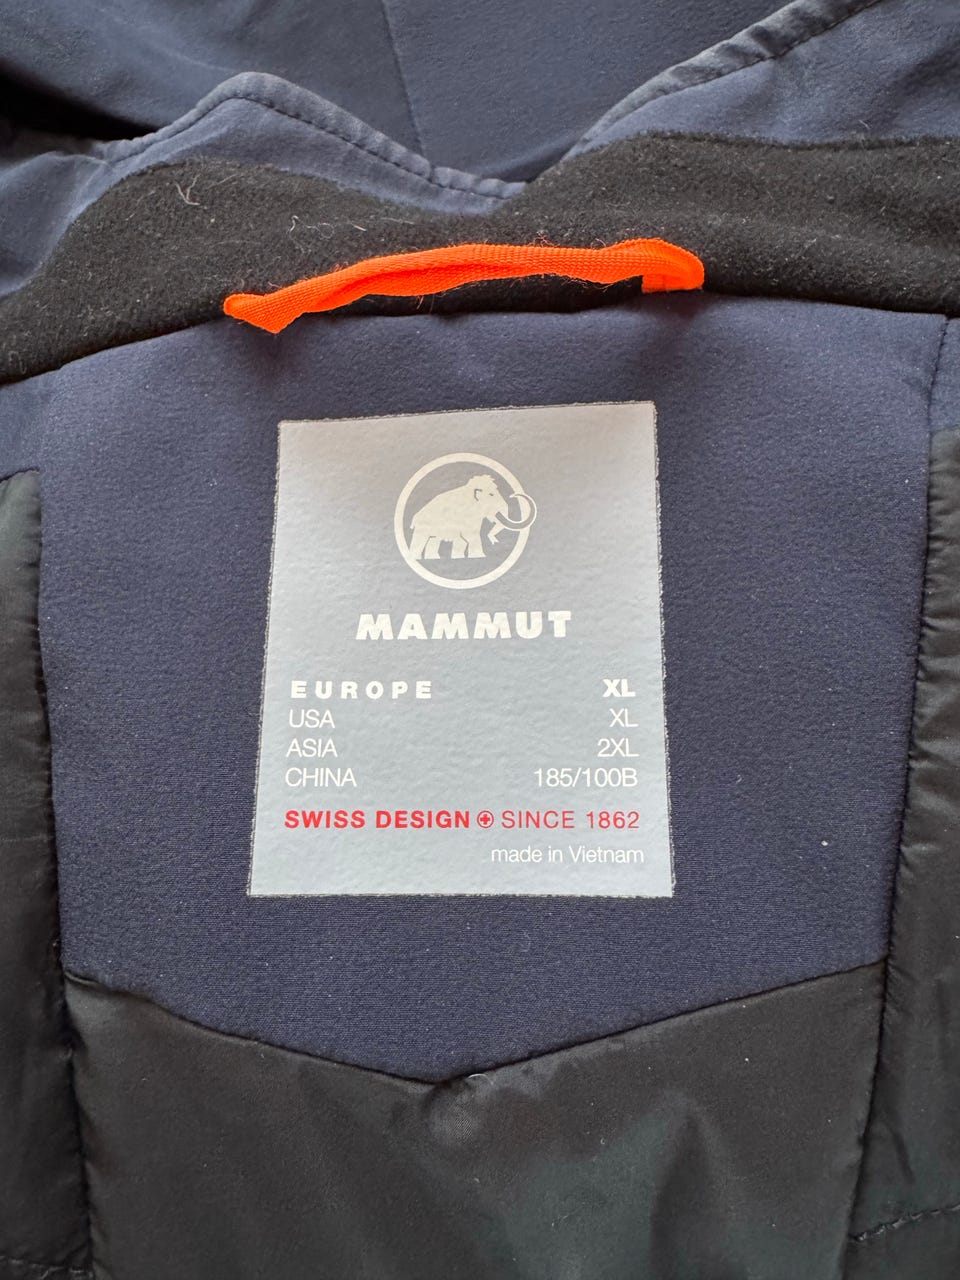 MAMMUT
EUROPE XL
USA XL
ASIA 2XL
CHINA 185/100B
SWISS DESIGN SINCE 1862
made in Vietnam